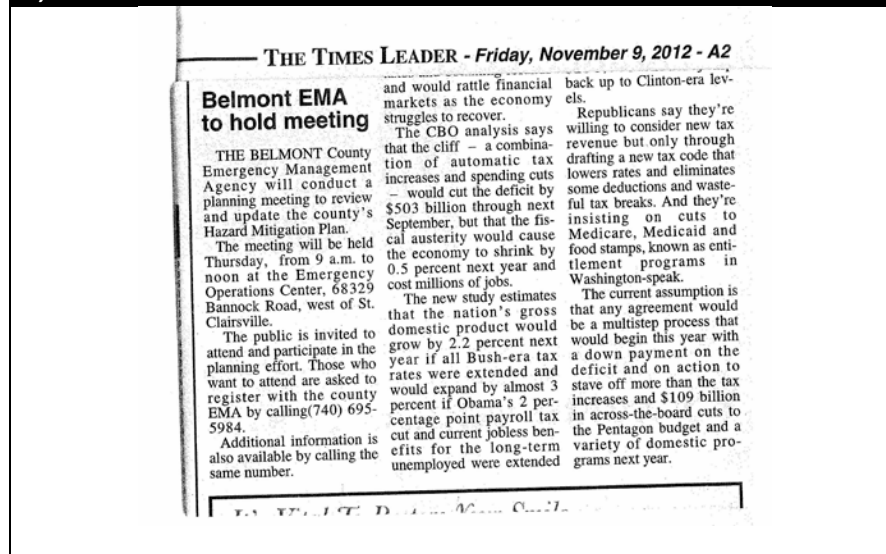 THE TIMES LEADER - Friday, November 9, 2012 - A2
Belmont EMA
to hold meeting
THE BELMONT County
Emergency Management
Agency will conduct a
planning meeting to review
and update the county's
Hazard Mitigation Plan.
The meeting will be held
Thursday, from 9 a.m. to
noon at the Emergency
Operations Center, 68329
Bannock Road, west of St.
Clairsville.
The public is invited to
attend and participate in the
planning effort. Those who
want to attend are asked to
register with the county
EMA by calling(740) 695-
5984.
Additional information is
also available by calling the
same number.
and would rattle financial
markets as the economy
struggles to recover.
The CBO analysis says
that the cliff – a combina-
tion of automatic tax
increases and spending cuts
– would cut the deficit by
$503 billion through next
September, but that the fis-
cal austerity would cause
the economy to shrink by
0.5 percent next year and
cost millions of jobs.
The new study estimates
that the nation's gross
domestic product would
grow by 2.2 percent next
year if all Bush-era tax
rates were extended and
would expand by almost 3
percent if Obama's 2 per-
centage point payroll tax
cut and current jobless ben-
efits for the long-term
unemployed were extended
back up to Clinton-era lev-
els.
Republicans say they're
willing to consider new tax
revenue but only through
drafting a new tax code that
lowers rates and eliminates
some deductions and waste-
ful tax breaks. And they're
insisting on cuts to
Medicare, Medicaid and
food stamps, known as enti-
tlement programs in
Washington-speak.
The current assumption is
that any agreement would
be a multistep process that
would begin this year with
a down payment on the
deficit and on action to
stave off more than the tax
increases and $109 billion
in across-the-board cuts to
the Pentagon budget and a
variety of domestic pro-
grams next year.